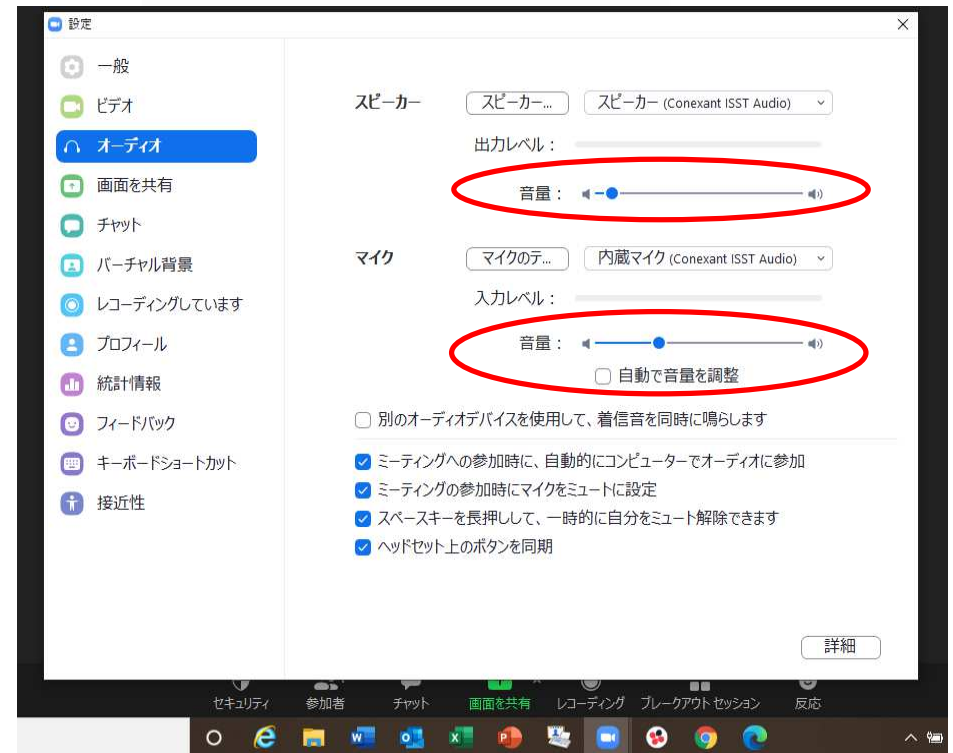 設定
一般
ビデオ
オーディオ
画面を共有
チャット
バーチャル背景
レコーディングしています
プロフィール
統計情報
フィードバック
キーボードショートカット
接近性
スピーカー スピーカー... スピーカー (Conexant ISST Audio)
出力レベル：
音量：
マイク マイクのテ... 内蔵マイク (Conexant ISST Audio)
入力レベル：
音量：
自動で音量を調整
別のオーディオデバイスを使用して、着信音を同時に鳴らします
ミーティングへの参加時に、自動的にコンピューターでオーディオに参加
ミーティングの参加時にマイクをミュートに設定
スペースキーを長押しして、一時的に自分をミュート解除できます
ヘッドセット上のボタンを同期
詳細
セキュリティ 参加者 チャット 画面を共有 レコーディング ブレークアウト セッション 反応